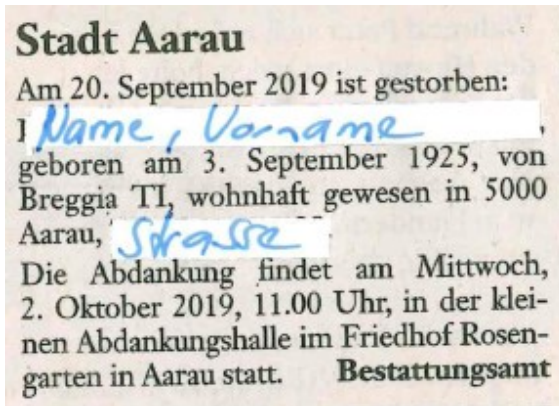 Stadt Aarau
Am 20. September 2019 ist gestorben:
Name, Vorname,
geboren am 3. September 1925, von
Breggia TI, wohnhaft gewesen in 5000
Aarau, Strasse
Die Abdankung findet am Mittwoch,
2. Oktober 2019, 11.00 Uhr, in der klei-
nen Abdankungshalle im Friedhof Rosen-
garten in Aarau statt. Bestattungsamt